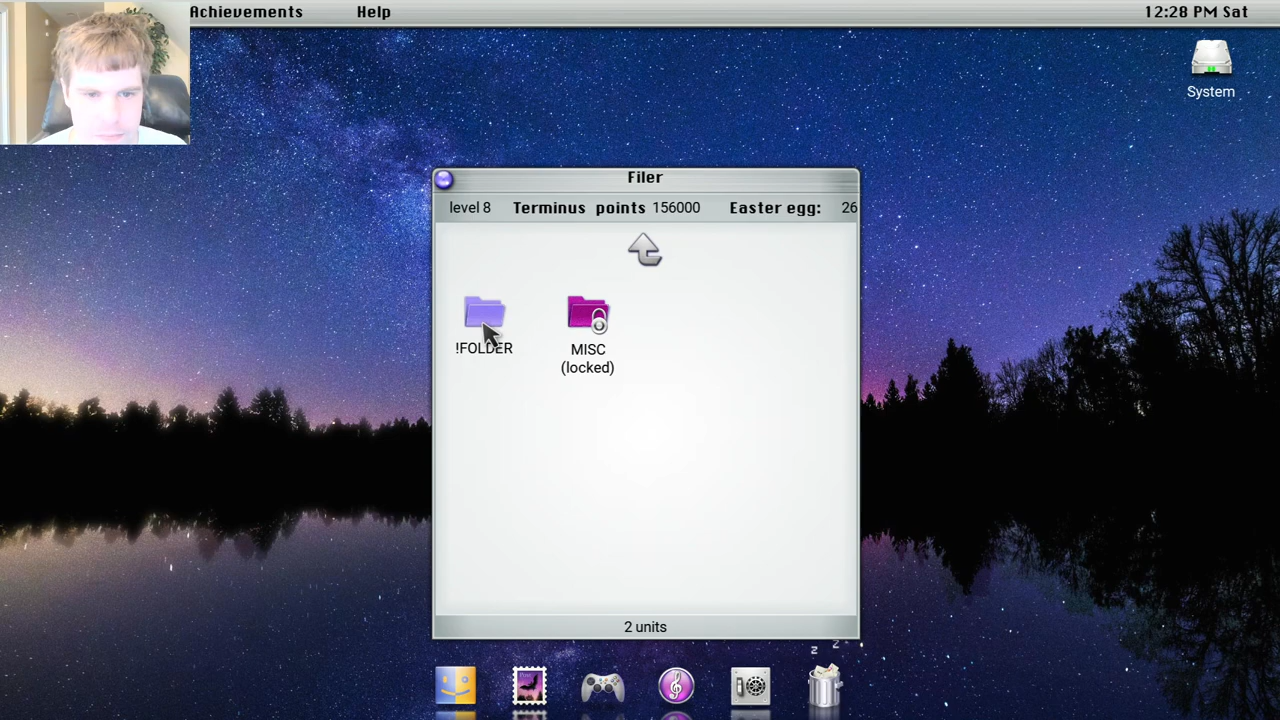 Achievements Help 12:28 PM Sat
System
Filer
level 8 Terminus points 156000 Easter egg: 26
!FOLDER
MISC
(locked)
2 units
z z